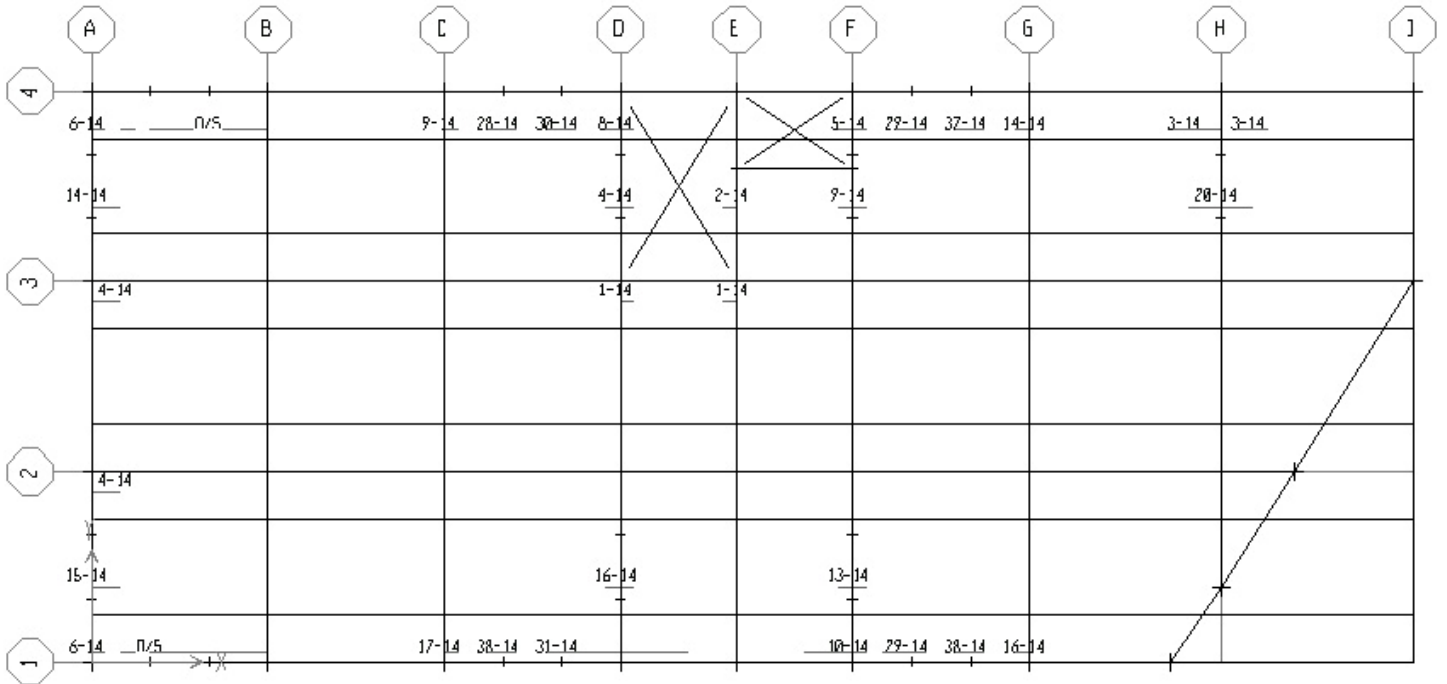 A B C D E F G H J
4
6-14 П/5 9-14 28-14 30-14 8-14 5-14 29-14 37-14 14-14 3-14 3-14
14-14 4-14 2-14 9-14 20-14
3
4-14 1-14 1-14
2
4-14
Y
15-14 16-14 13-14
6-14 П/5 17-14 38-14 31-14 10-14 29-14 38-14 16-14
1 X